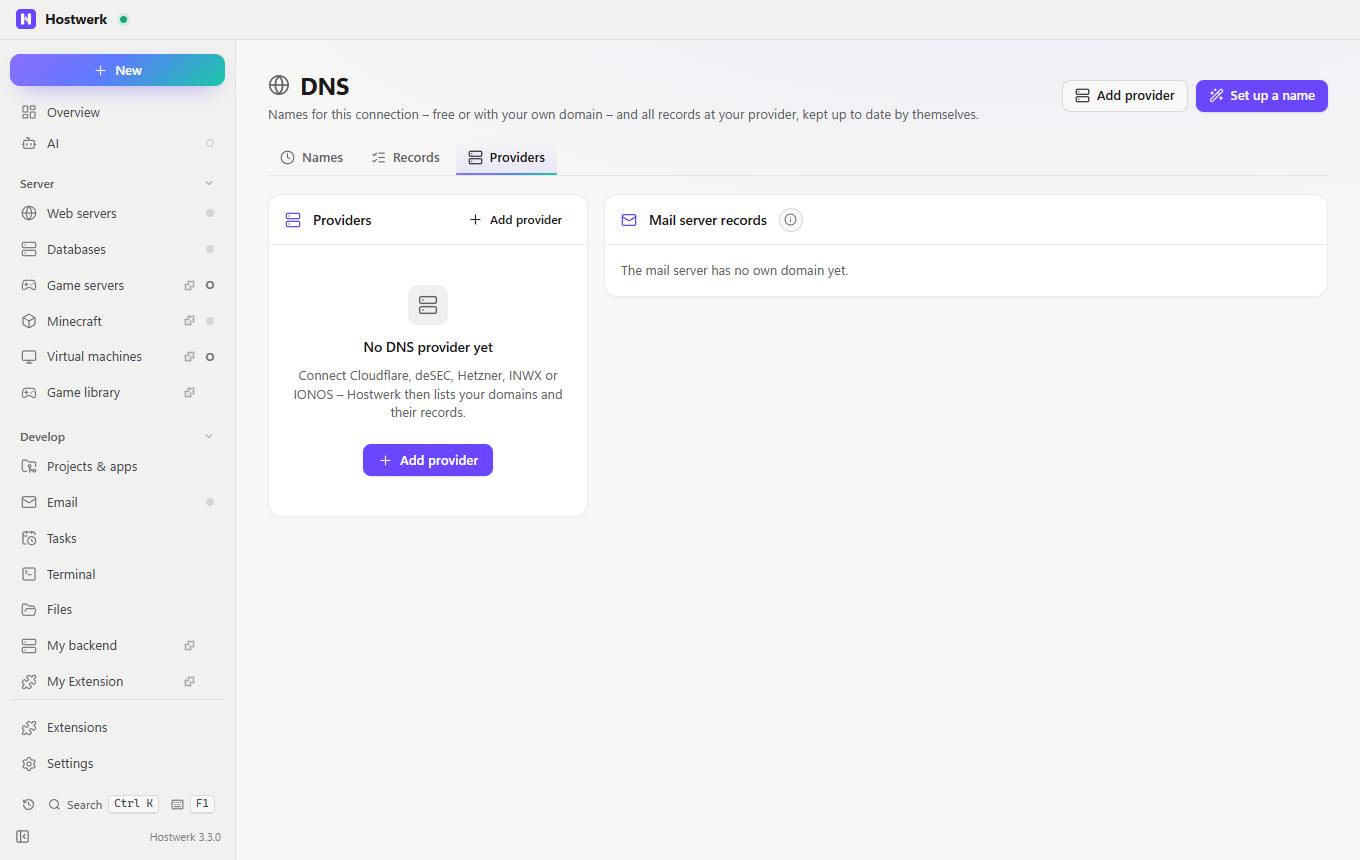 Hostwerk
New
Overview
AI
Server
Web servers
Databases
Game servers
Minecraft
Virtual machines
Game library
Develop
Projects & apps
Email
Tasks
Terminal
Files
My backend
My Extension
Extensions
Settings
Search Ctrl K F1
Hostwerk 3.3.0
DNS
Names for this connection – free or with your own domain – and all records at your provider, kept up to date by themselves.
Add provider
Set up a name
Names Records Providers
Providers
Add provider
No DNS provider yet
Connect Cloudflare, deSEC, Hetzner, INWX or
IONOS – Hostwerk then lists your domains and
their records.
Add provider
Mail server records
The mail server has no own domain yet.